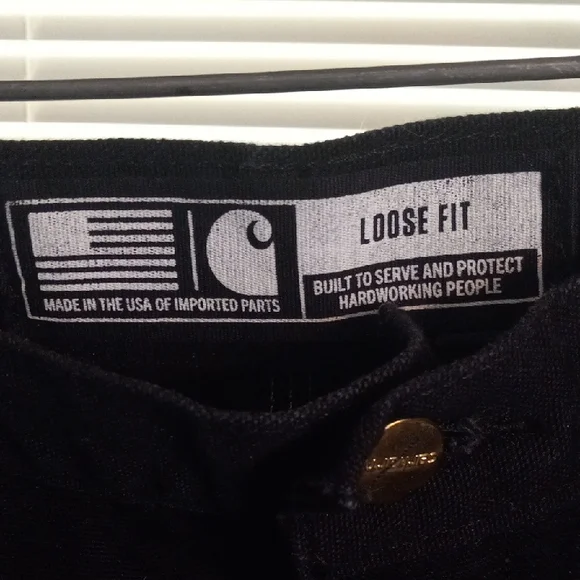 LOOSE FIT
MADE IN THE USA OF IMPORTED PARTS
BUILT TO SERVE AND PROTECT
HARDWORKING PEOPLE